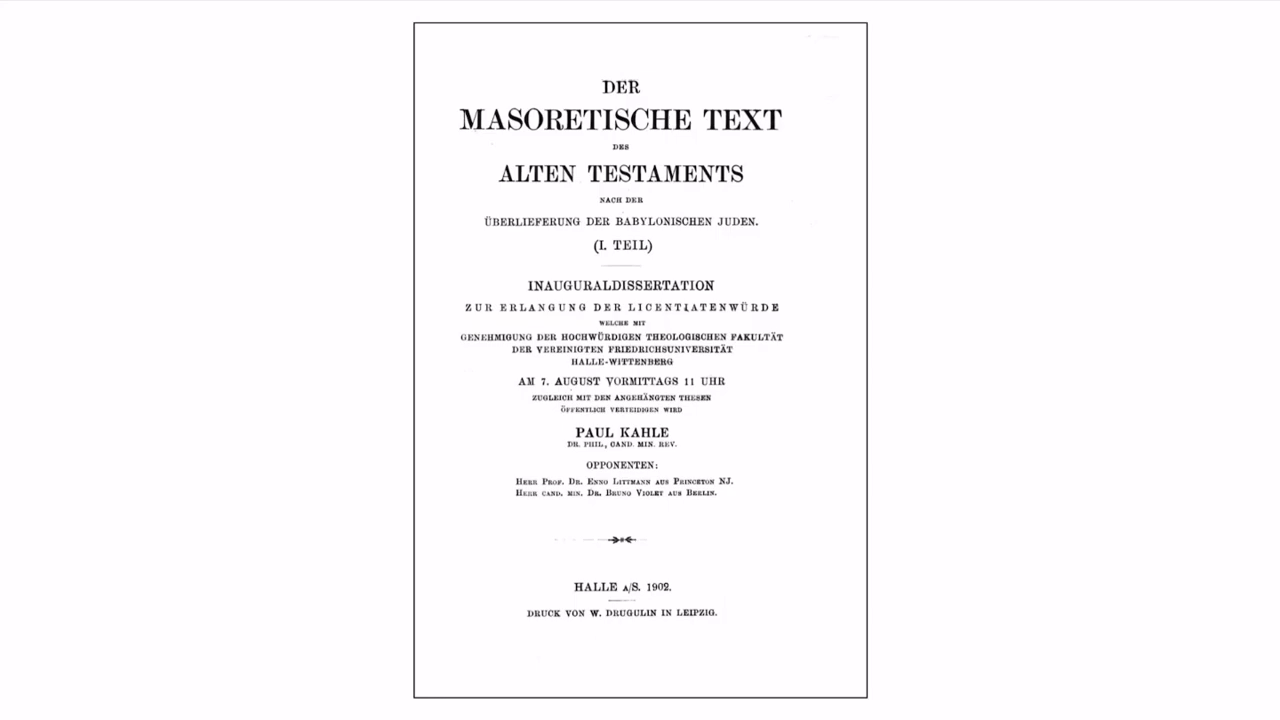 DER
MASORETISCHE TEXT
DES
ALTEN TESTAMENTS
NACH DER
ÜBERLIEFERUNG DER BABYLONISCHEN JUDEN.
(I. TEIL)
INAUGURALDISSERTATION
ZUR ERLANGUNG DER LICENTIATENWÜRDE
WELCHE MIT
GENEHMIGUNG DER HOCHWÜRDIGEN THEOLOGISCHEN FAKULTÄT
DER VEREINIGTEN FRIEDRICHSUNIVERSITÄT
HALLE-WITTENBERG
AM 7. AUGUST VORMITTAGS 11 UHR
ZUGLEICH MIT DEN ANGEHÄNGTEN THESEN
ÖFFENTLICH VERTEIDIGEN WIRD
PAUL KAHLE
DR. PHIL., CAND. MIN. REV.
OPPONENTEN:
HERR PROF. DR. ENNO LITTMANN AUS PRINCETON NJ.
HERR CAND. MIN. DR. BRUNO VIOLET AUS BERLIN.
HALLE A/S. 1902.
DRUCK VON W. DRUGULIN IN LEIPZIG.